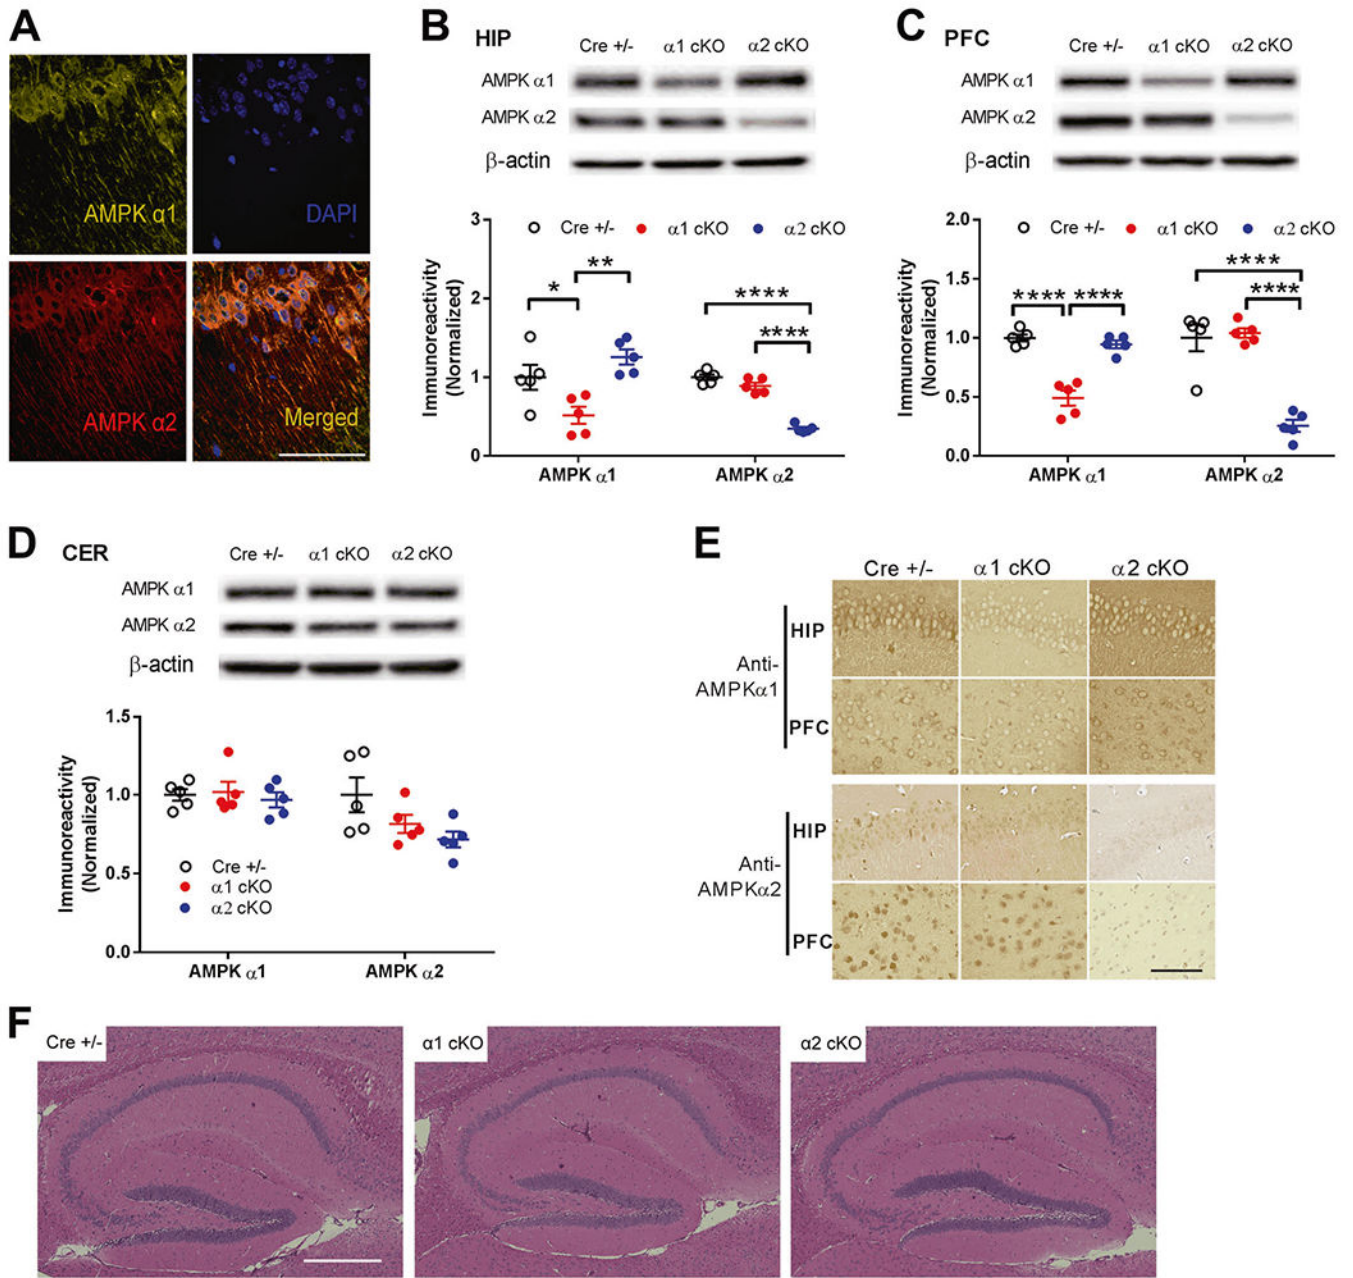 A
AMPK α1
DAPI
AMPK α2
Merged
B
HIP
Cre +/- α1 cKO α2 cKO
AMPK α1
AMPK α2
β-actin
3
2
1
0
Immunoreactivity
(Normalized)
Cre +/- α1 cKO α2 cKO
* ** **** ****
AMPK α1 AMPK α2
C
PFC
Cre +/- α1 cKO α2 cKO
AMPK α1
AMPK α2
β-actin
2.0
1.5
1.0
0.5
0.0
Immunoreactivity
(Normalized)
Cre +/- α1 cKO α2 cKO
**** **** **** ****
AMPK α1 AMPK α2
D
CER
Cre +/- α1 cKO α2 cKO
AMPK α1
AMPK α2
β-actin
1.5
1.0
0.5
0.0
Immunoreactivity
(Normalized)
Cre +/-
α1 cKO
α2 cKO
AMPK α1 AMPK α2
E
Cre +/- α1 cKO α2 cKO
Anti-
AMPKα1
HIP
PFC
Anti-
AMPKα2
HIP
PFC
F
Cre +/-
α1 cKO
α2 cKO